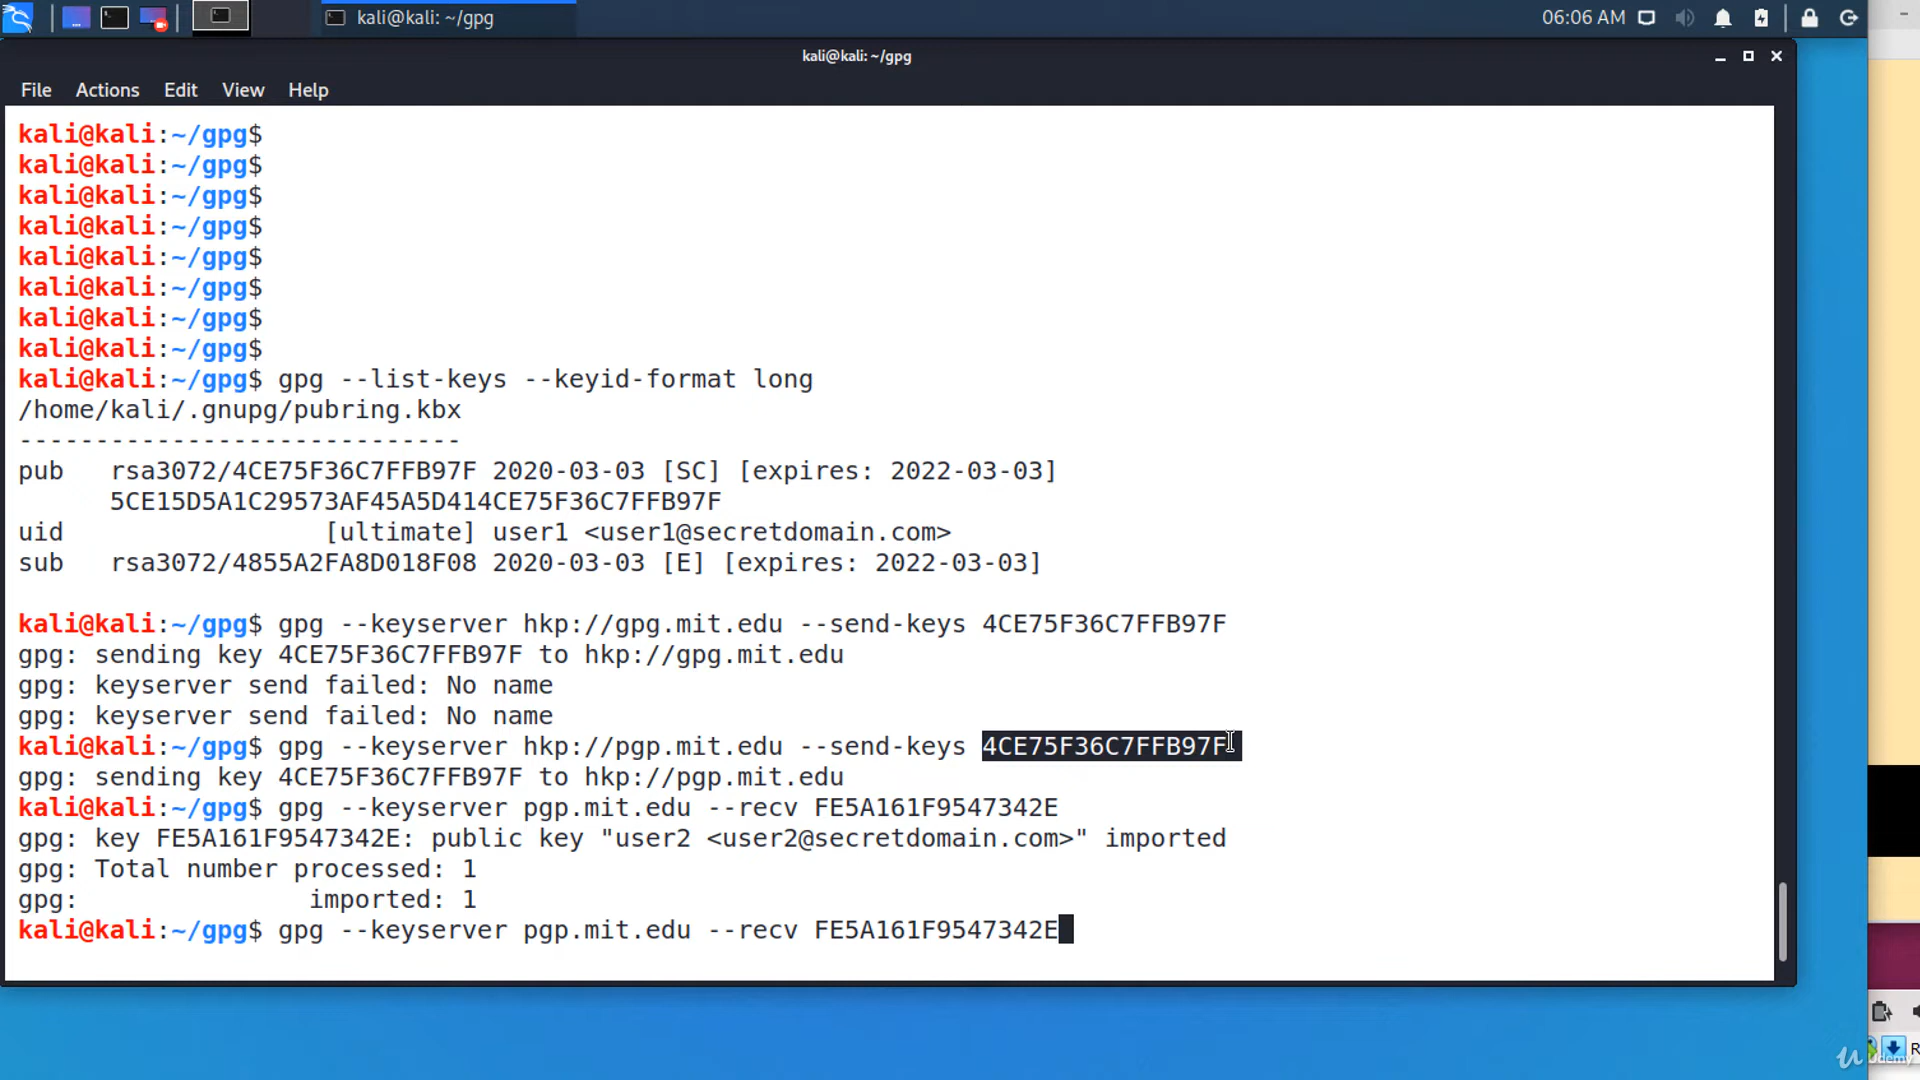 kali@kali: ~/gpg
06:06 AM
kali@kali: ~/gpg
File Actions Edit View Help
kali@kali:~/gpg$
kali@kali:~/gpg$
kali@kali:~/gpg$
kali@kali:~/gpg$
kali@kali:~/gpg$
kali@kali:~/gpg$
kali@kali:~/gpg$
kali@kali:~/gpg$
kali@kali:~/gpg$ gpg --list-keys --keyid-format long
/home/kali/.gnupg/pubring.kbx
-----------------------------
pub   rsa3072/4CE75F36C7FFB97F 2020-03-03 [SC] [expires: 2022-03-03]
      5CE15D5A1C29573AF45A5D414CE75F36C7FFB97F
uid                 [ultimate] user1 <user1@secretdomain.com>
sub   rsa3072/4855A2FA8D018F08 2020-03-03 [E] [expires: 2022-03-03]
kali@kali:~/gpg$ gpg --keyserver hkp://gpg.mit.edu --send-keys 4CE75F36C7FFB97F
gpg: sending key 4CE75F36C7FFB97F to hkp://gpg.mit.edu
gpg: keyserver send failed: No name
gpg: keyserver send failed: No name
kali@kali:~/gpg$ gpg --keyserver hkp://pgp.mit.edu --send-keys 4CE75F36C7FFB97F
gpg: sending key 4CE75F36C7FFB97F to hkp://pgp.mit.edu
kali@kali:~/gpg$ gpg --keyserver pgp.mit.edu --recv FE5A161F9547342E
gpg: key FE5A161F9547342E: public key "user2 <user2@secretdomain.com>" imported
gpg: Total number processed: 1
gpg:               imported: 1
kali@kali:~/gpg$ gpg --keyserver pgp.mit.edu --recv FE5A161F9547342E
R
Udemy